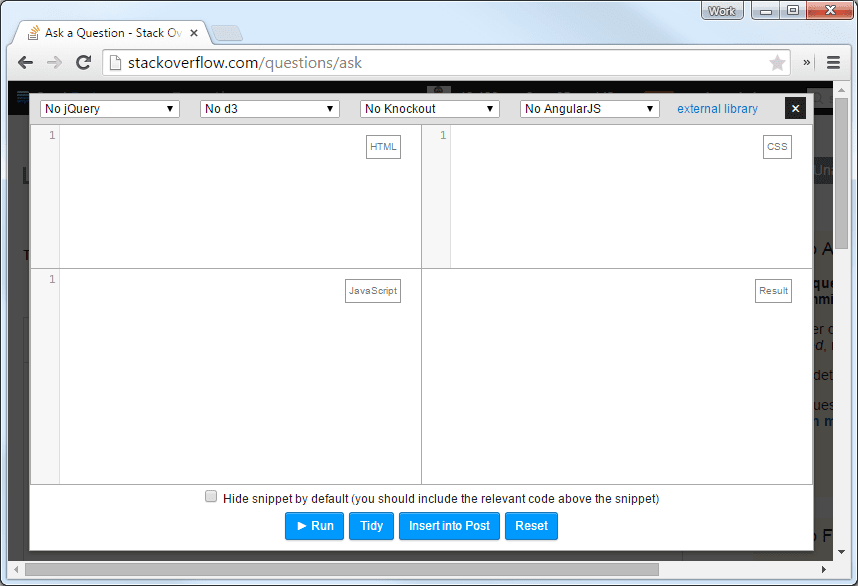 Work
Ask a Question - Stack Ov
stackoverflow.com/questions/ask
No jQuery
No d3
No Knockout
No AngularJS
external library
1
HTML
1
CSS
1
JavaScript
Result
Hide snippet by default (you should include the relevant code above the snippet)
Run
Tidy
Insert into Post
Reset